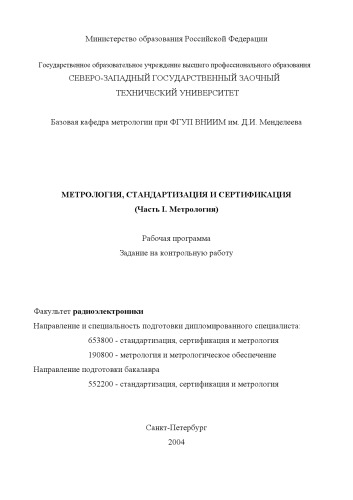 Министерство образования Российской Федерации
Государственное образовательное учреждение высшего профессионального образования
СЕВЕРО-ЗАПАДНЫЙ ГОСУДАРСТВЕННЫЙ ЗАОЧНЫЙ
ТЕХНИЧЕСКИЙ УНИВЕРСИТЕТ
Базовая кафедра метрологии при ФГУП ВНИИМ им. Д.И. Менделеева
МЕТРОЛОГИЯ, СТАНДАРТИЗАЦИЯ И СЕРТИФИКАЦИЯ
(Часть I. Метрология)
Рабочая программа
Задание на контрольную работу
Факультет радиоэлектроники
Направление и специальность подготовки дипломированного специалиста:
653800 - стандартизация, сертификация и метрология
190800 - метрология и метрологическое обеспечение
Направление подготовки бакалавра
552200 - стандартизация, сертификация и метрология
Санкт-Петербург
2004